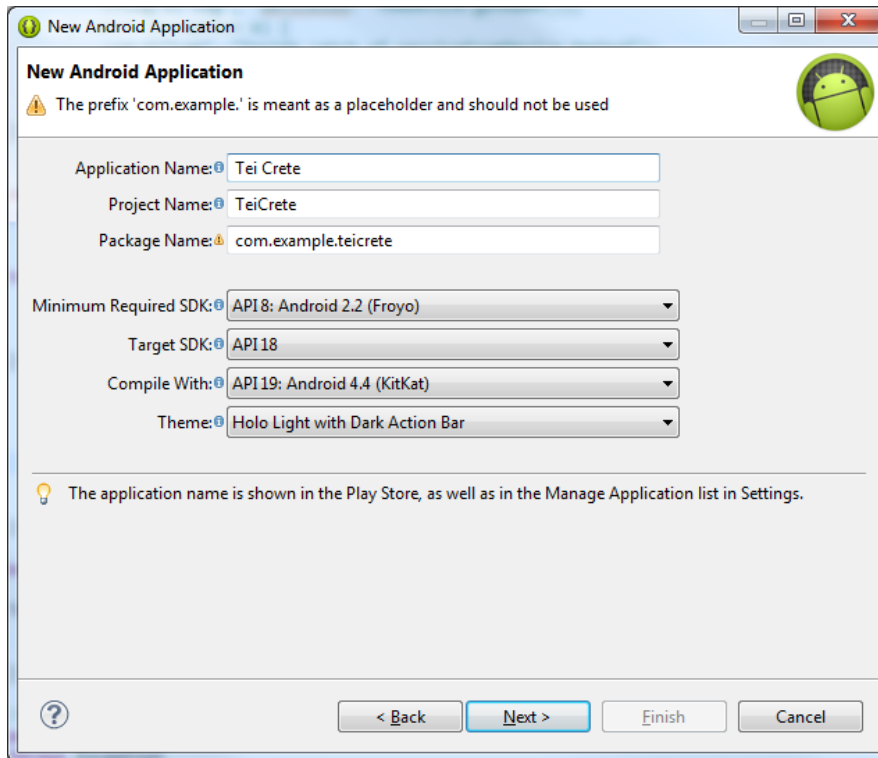 New Android Application
New Android Application
The prefix 'com.example.' is meant as a placeholder and should not be used
Application Name: Tei Crete
Project Name: TeiCrete
Package Name: com.example.teicrete
Minimum Required SDK: API 8: Android 2.2 (Froyo)
Target SDK: API 18
Compile With: API 19: Android 4.4 (KitKat)
Theme: Holo Light with Dark Action Bar
The application name is shown in the Play Store, as well as in the Manage Application list in Settings.
? < Back Next > Finish Cancel